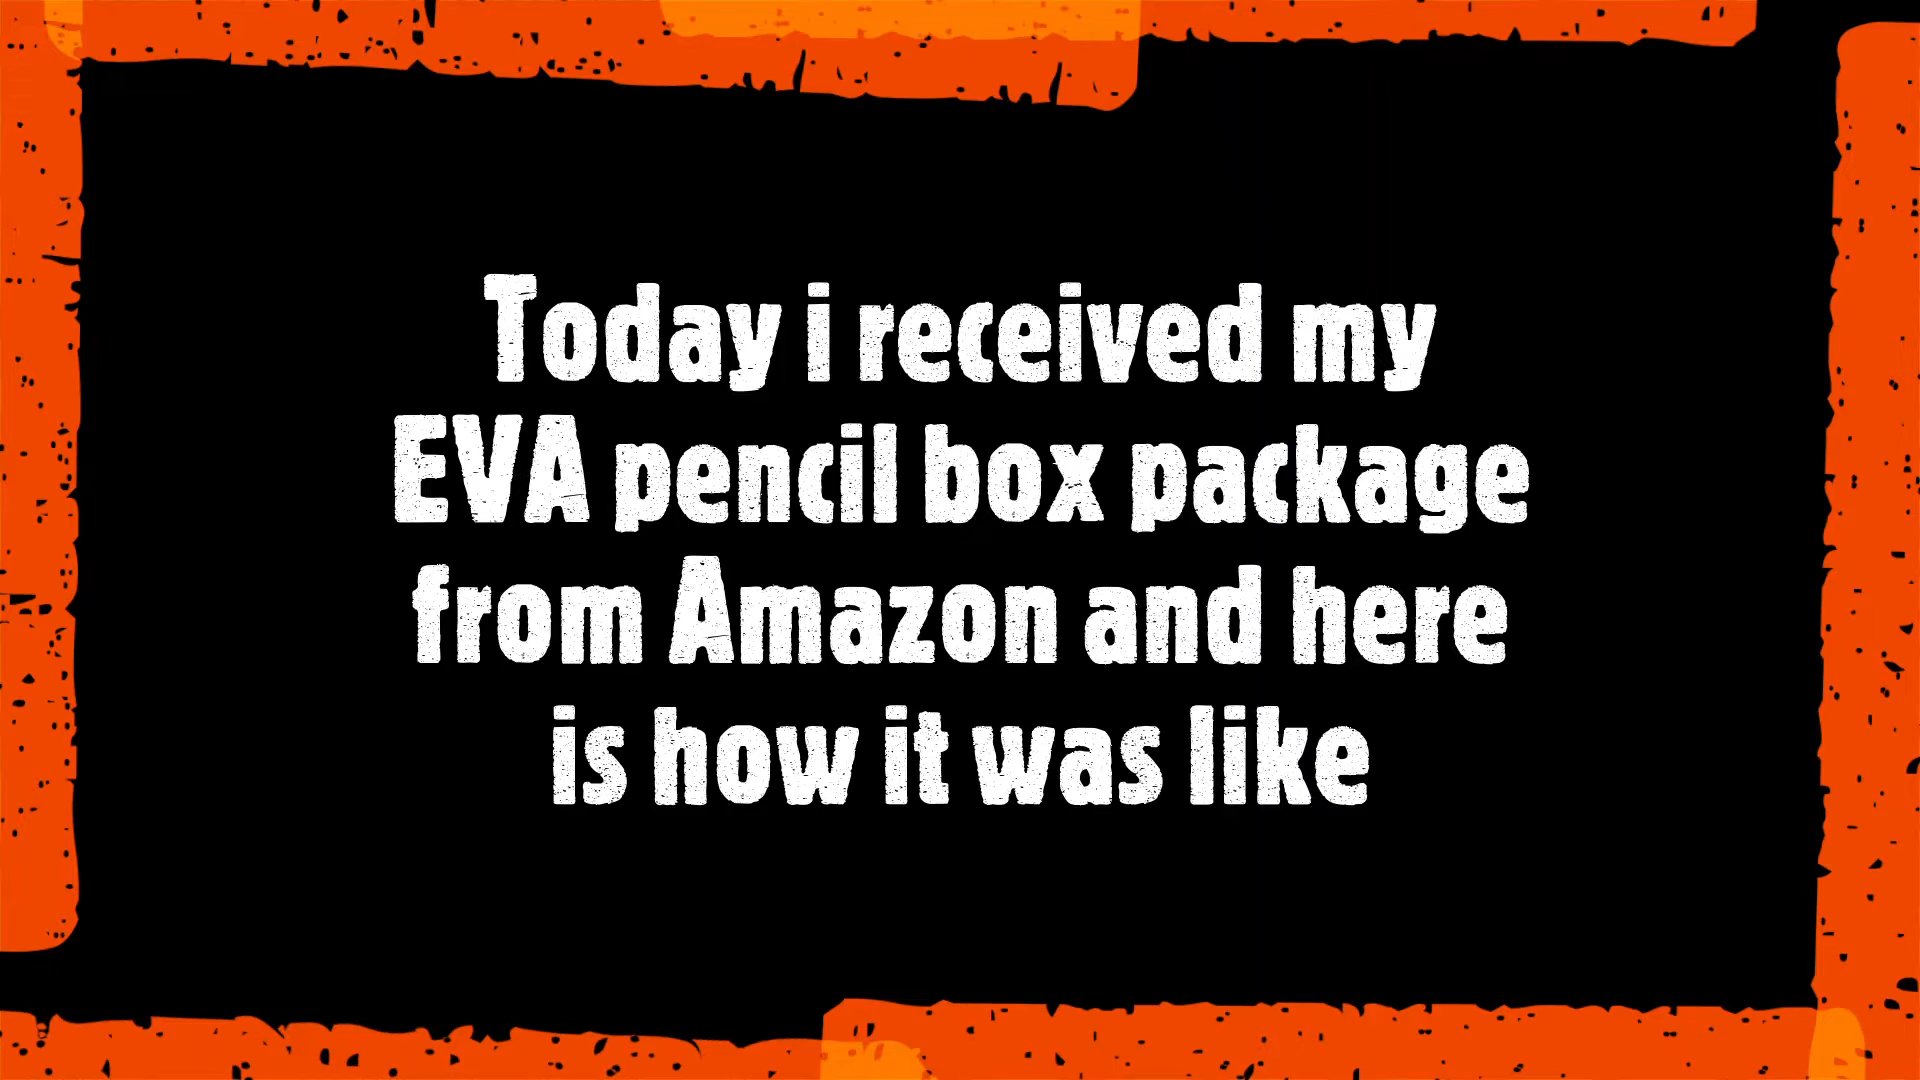 Today i received my
EVA pencil box package
from Amazon and here
is how it was like